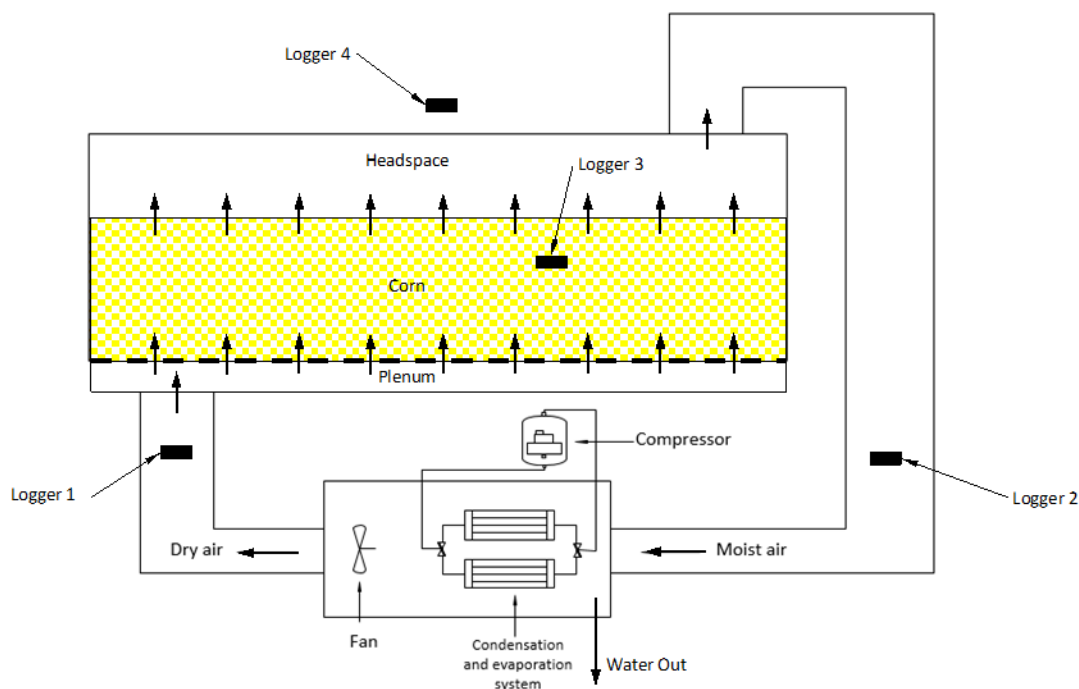 Logger 4
Headspace
Logger 3
Corn
Plenum
Compressor
Logger 1
Logger 2
Dry air
Moist air
Fan
Condensation
and evaporation
system
Water Out